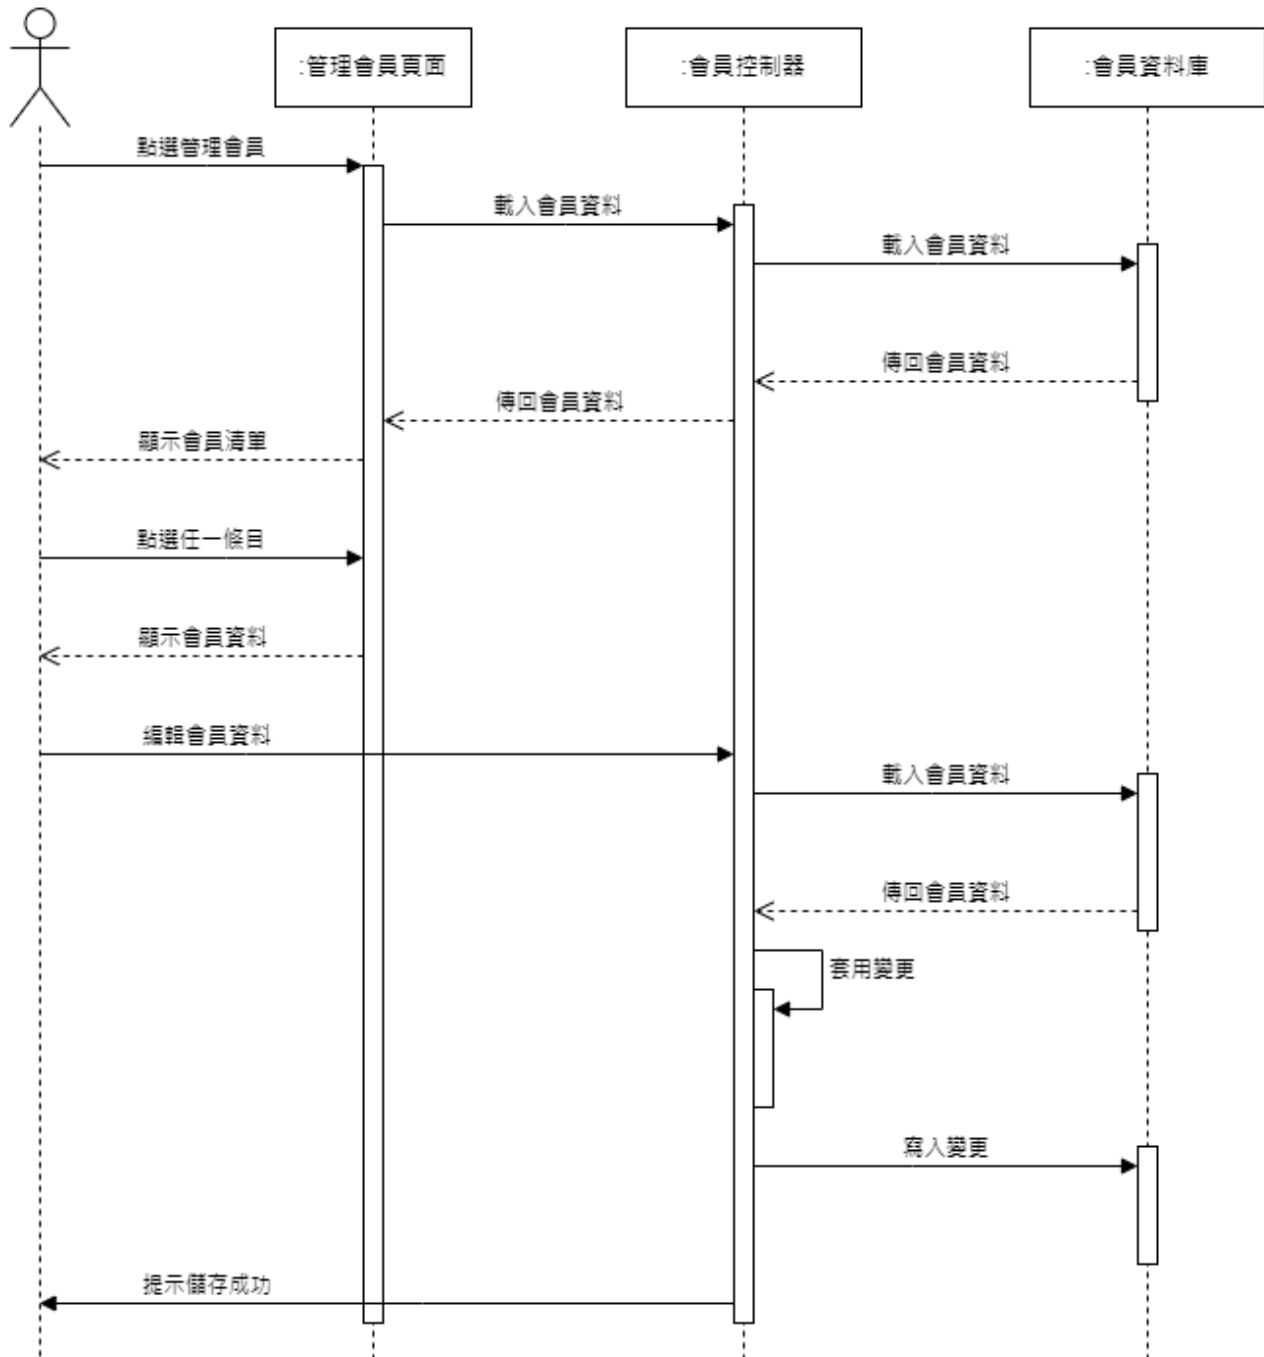 :管理會員頁面
:會員控制器
:會員資料庫
點選管理會員
載入會員資料
載入會員資料
傳回會員資料
傳回會員資料
顯示會員清單
點選任一條目
顯示會員資料
編輯會員資料
載入會員資料
傳回會員資料
套用變更
寫入變更
提示儲存成功